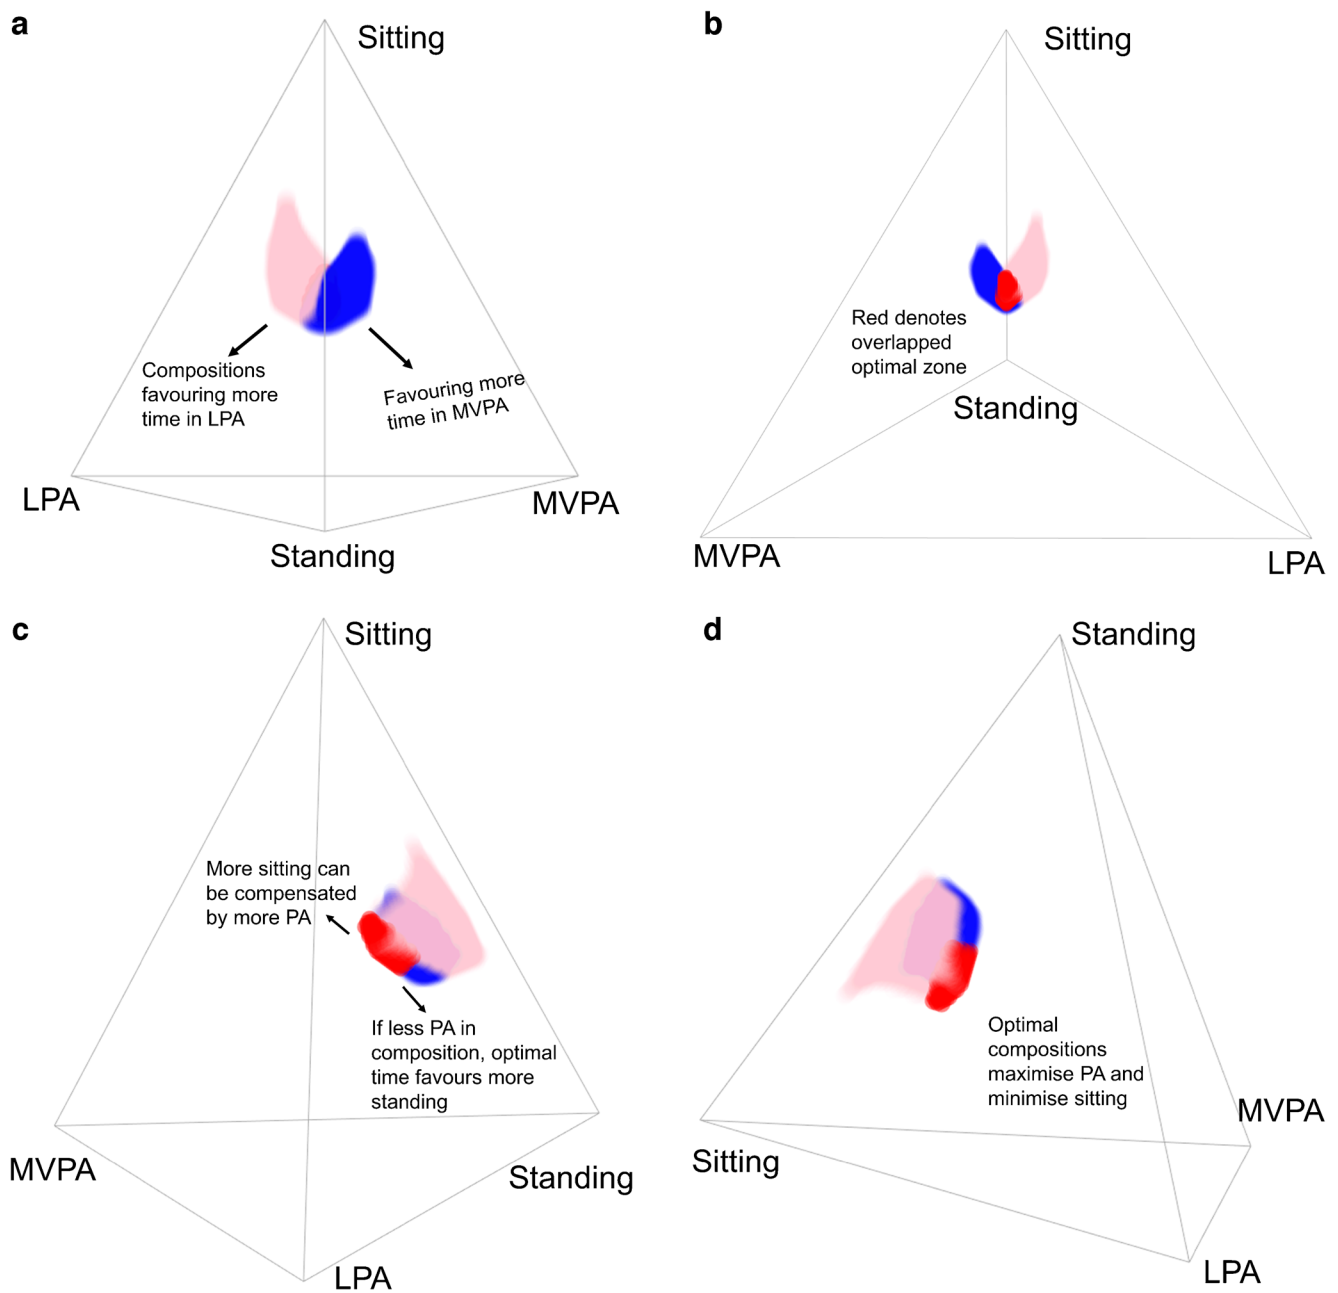 a
Sitting
Compositions
favouring more
time in LPA
Favouring more
time in MVPA
LPA
MVPA
Standing
b
Sitting
Red denotes
overlapped
optimal zone
Standing
MVPA
LPA
c
Sitting
More sitting can
be compensated
by more PA
If less PA in
composition, optimal
time favours more
standing
MVPA
Standing
LPA
d
Standing
Optimal
compositions
maximise PA and
minimise sitting
MVPA
Sitting
LPA